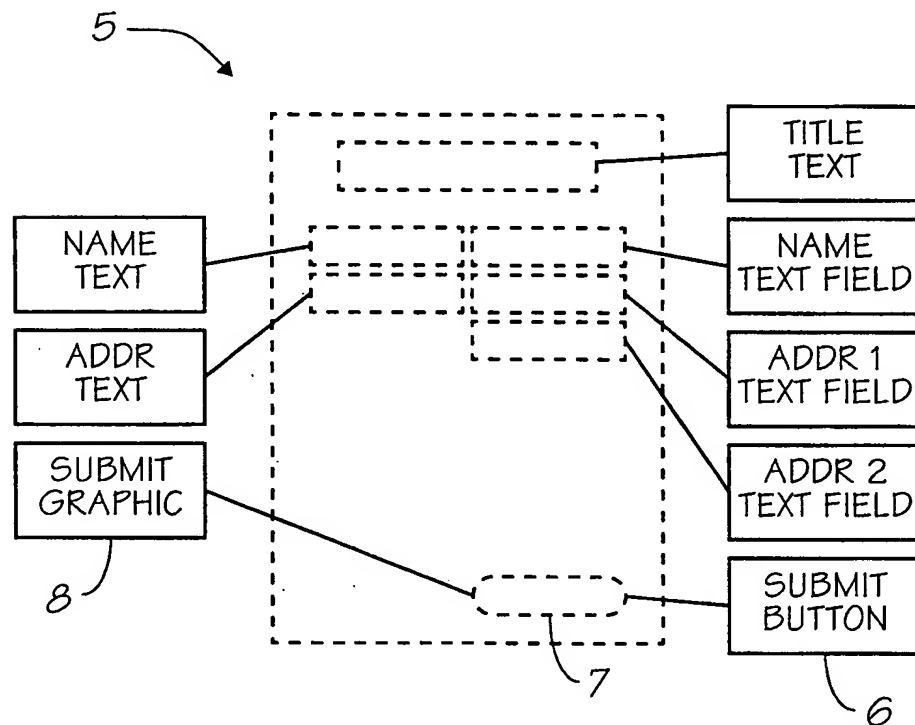 5
TITLE
TEXT
NAME
TEXT
NAME
TEXT FIELD
ADDR
TEXT
ADDR 1
TEXT FIELD
SUBMIT
GRAPHIC
ADDR 2
TEXT FIELD
8
SUBMIT
BUTTON
7
6